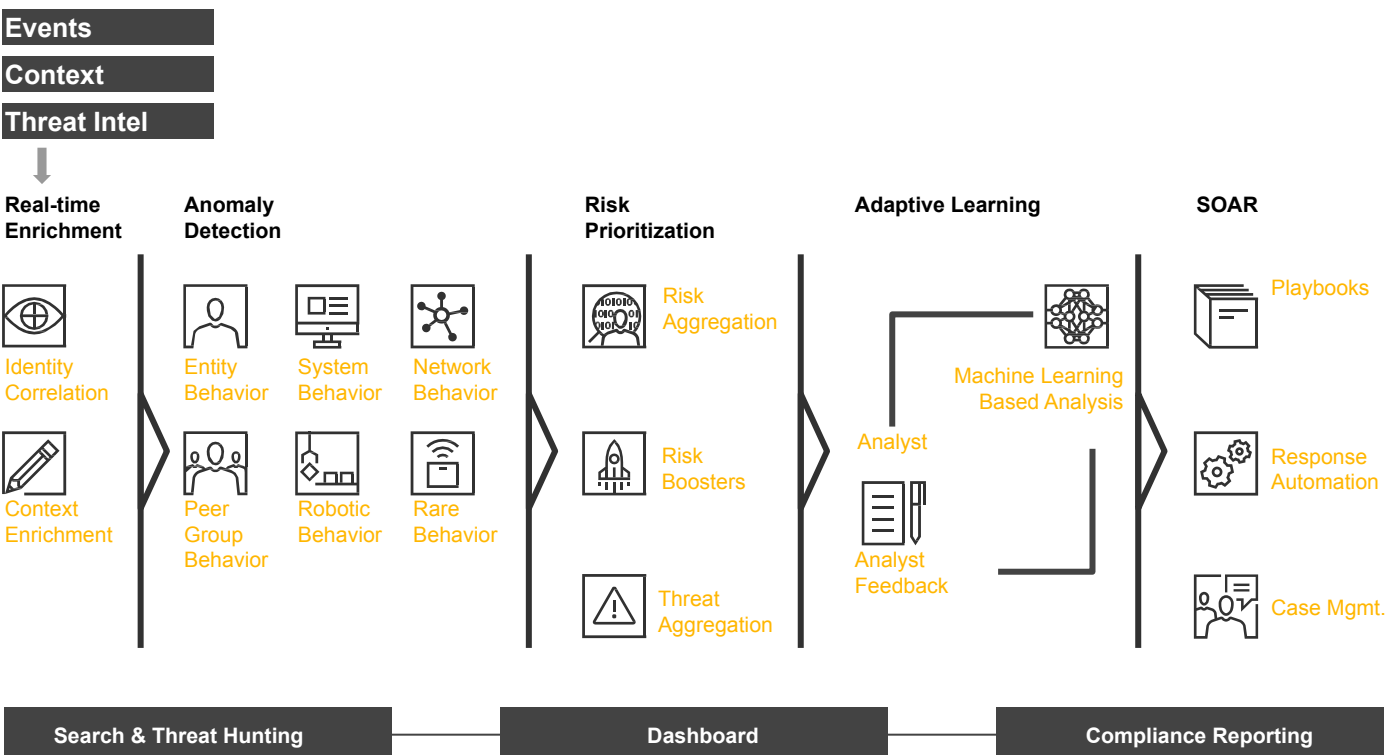 Events
Context
Threat Intel
Real-time
Enrichment
Identity
Correlation
Context
Enrichment
Anomaly
Detection
Entity
Behavior
System
Behavior
Network
Behavior
Peer
Group
Behavior
Robotic
Behavior
Rare
Behavior
Risk
Prioritization
Risk
Aggregation
Risk
Boosters
Threat
Aggregation
Adaptive Learning
Machine Learning
Based Analysis
Analyst
Analyst
Feedback
SOAR
Playbooks
Response
Automation
Case Mgmt.
Search & Threat Hunting
Dashboard
Compliance Reporting